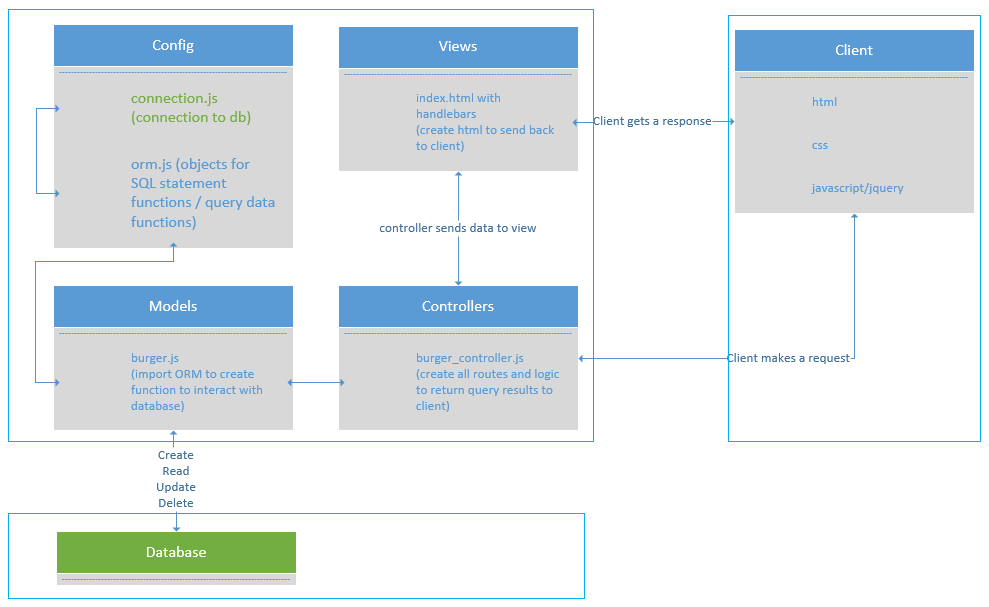 Config
connection.js
(connection to db)
orm.js (objects for
SQL statement
functions / query data
functions)
Views
index.html with
handlebars
(create html to send back
to client)
Client gets a response
Client
html
css
javascript/jquery
controller sends data to view
Models
burger.js
(import ORM to create
function to interact with
database)
Controllers
burger_controller.js
(create all routes and logic
to return query results to
client)
Client makes a request
Create
Read
Update
Delete
Database